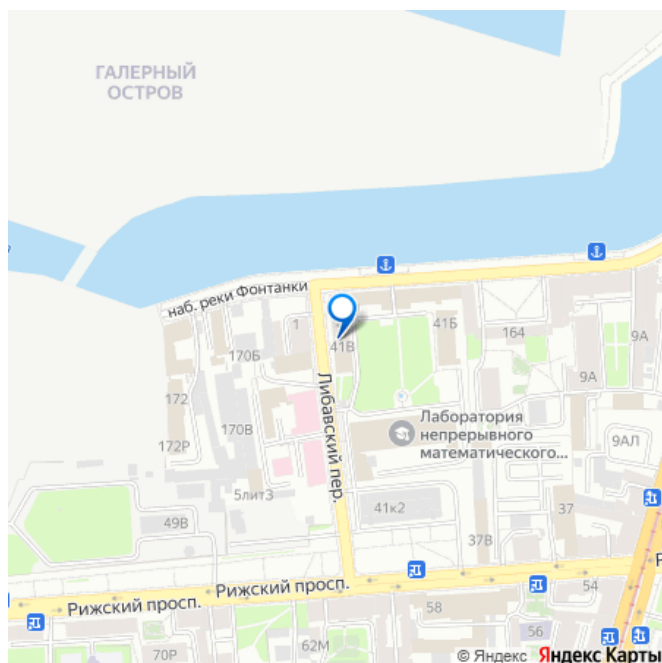 ГАЛЕРНЫЙ
ОСТРОВ
наб. реки Фонтанки
1
41В
41Б
164
9А
9А
170Б
172
170В
172Р
Либавский пер.
Лаборатория
непрерывного
математического...
9АЛ
5лит3
49В
41к2
37
37В
Рижский просп.
Рижский просп.
54
58
56
62М
70Р
© Яндекс Яндекс Карты